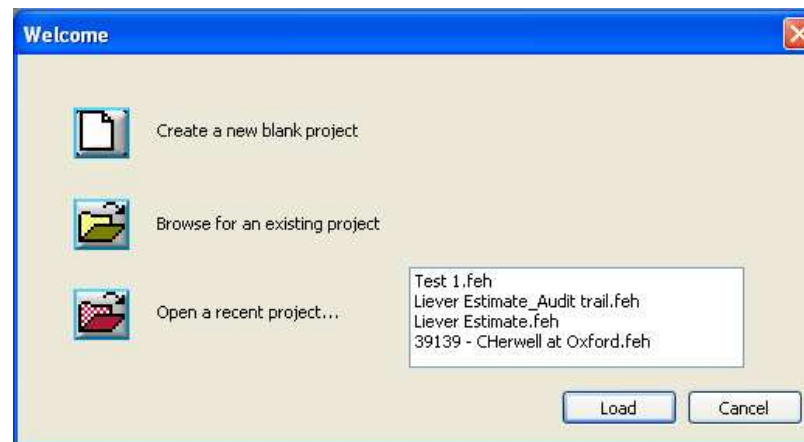 Welcome
Create a new blank project
Browse for an existing project
Open a recent project...
Test 1.feh
Liever Estimate_Audit trail.feh
Liever Estimate.feh
39139 - CHerwell at Oxford.feh
Load
Cancel